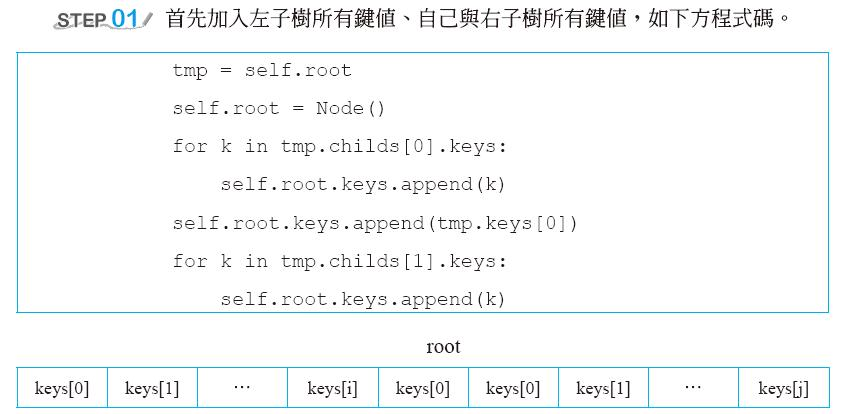 STEP 01 首先加入左子樹所有鍵值、自己與右子樹所有鍵值，如下方程式碼。
tmp = self.root
self.root = Node()
for k in tmp.childs[0].keys:
    self.root.keys.append(k)
self.root.keys.append(tmp.keys[0])
for k in tmp.childs[1].keys:
    self.root.keys.append(k)
root
keys[0] keys[1] … keys[i] keys[0] keys[0] keys[1] … keys[j]